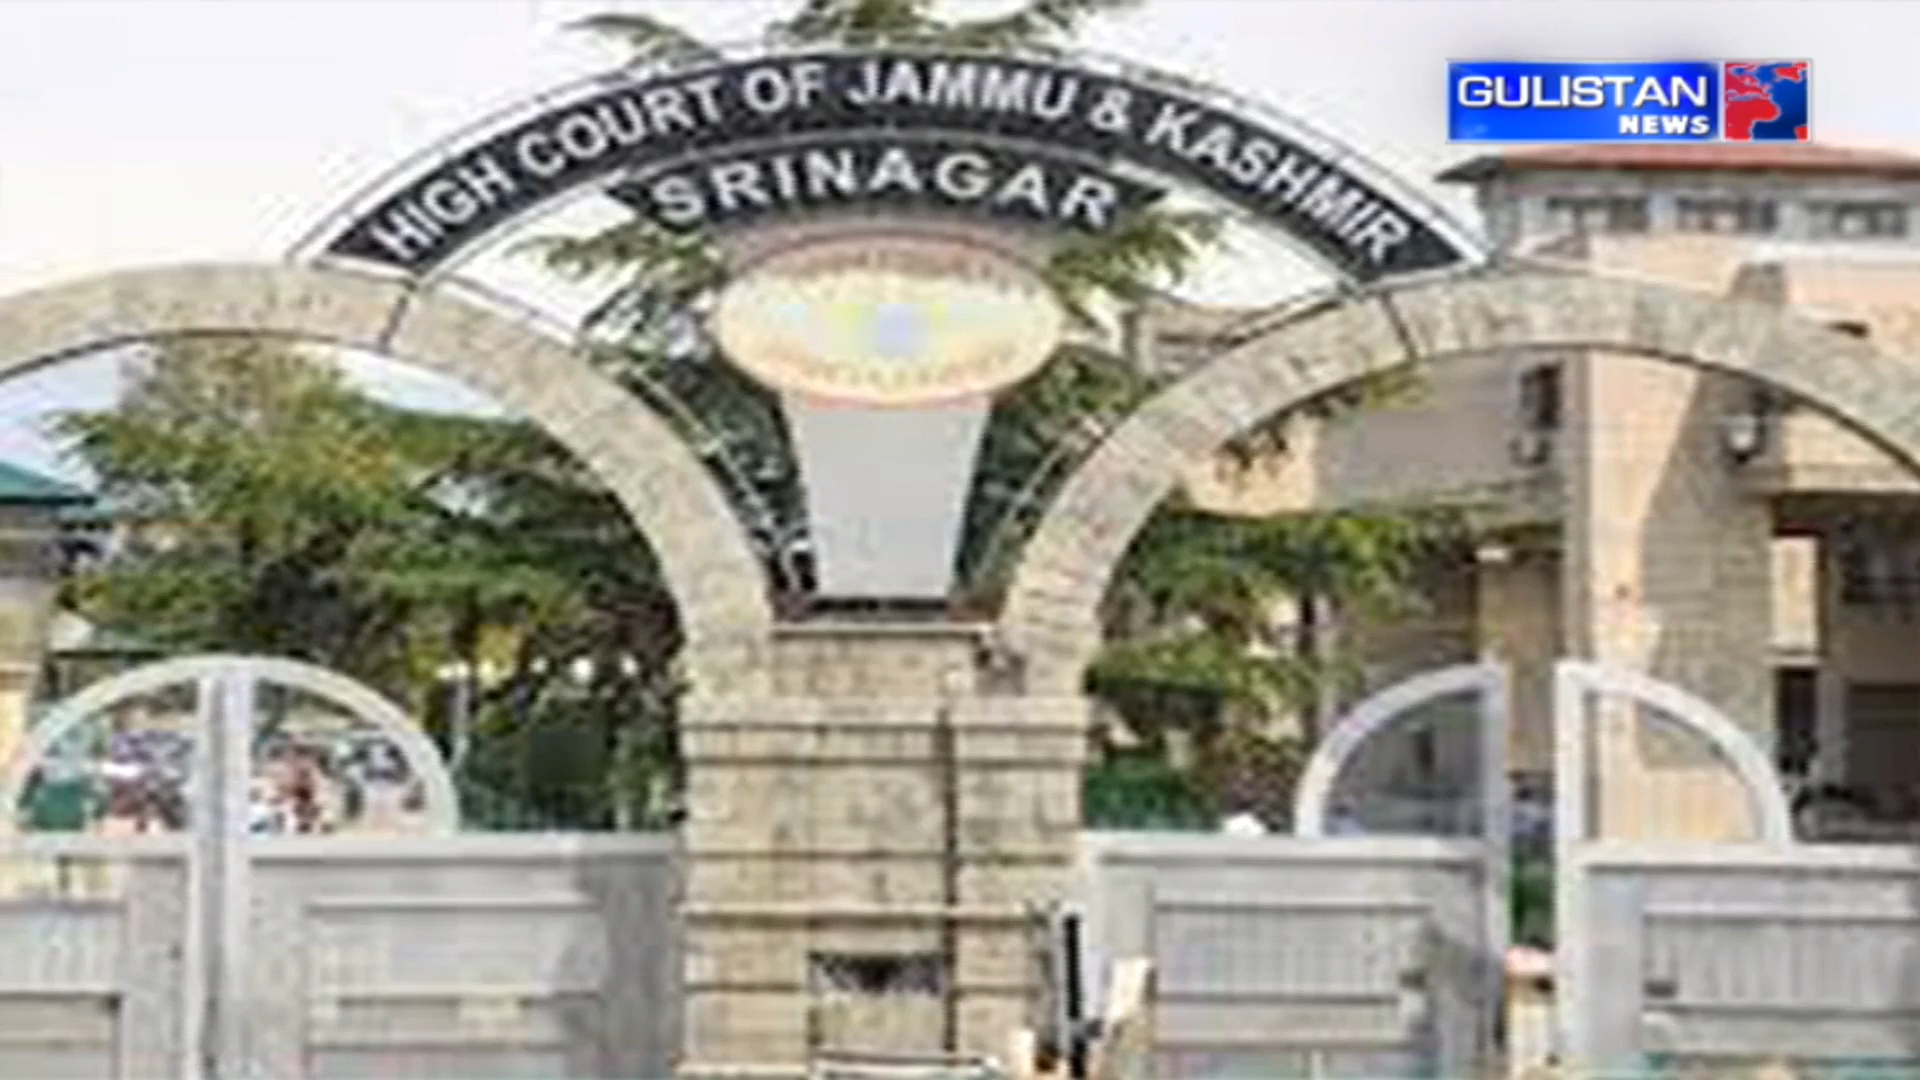 HIGH COURT OF JAMMU & KASHMIR
SRINAGAR
GULISTAN
NEWS